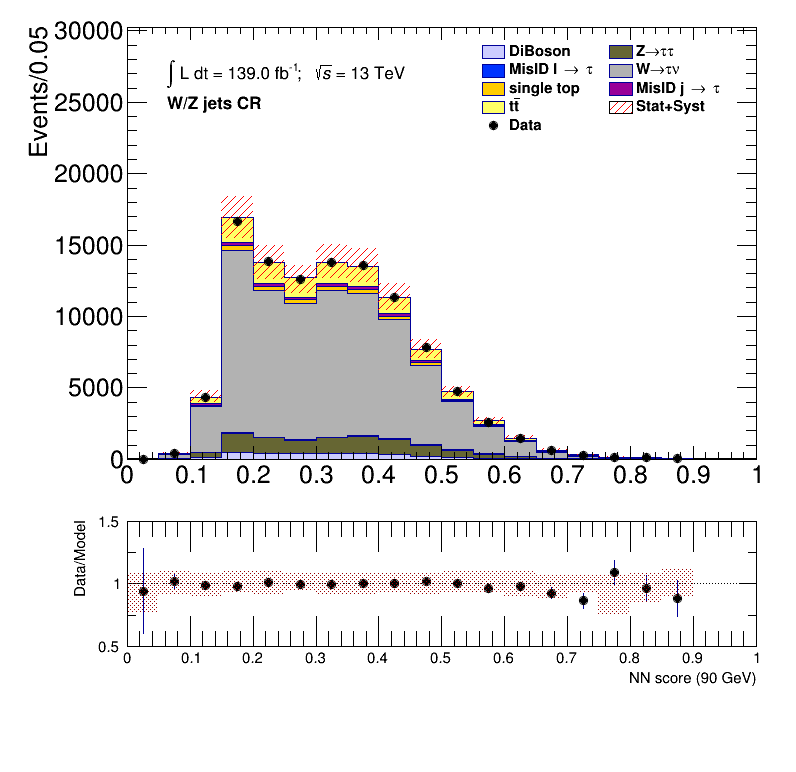 Events/0.05
30000
25000
20000
15000
10000
5000
0
∫ L dt = 139.0 fb⁻¹; √s = 13 TeV
W/Z jets CR
DiBoson
MisID l → τ
single top
tt̄
Data
Z→ττ
W→τν
MisID j → τ
Stat+Syst
0 0.1 0.2 0.3 0.4 0.5 0.6 0.7 0.8 0.9 1
Data/Model
1.5
1
0.5
0 0.1 0.2 0.3 0.4 0.5 0.6 0.7 0.8 0.9 1
NN score (90 GeV)